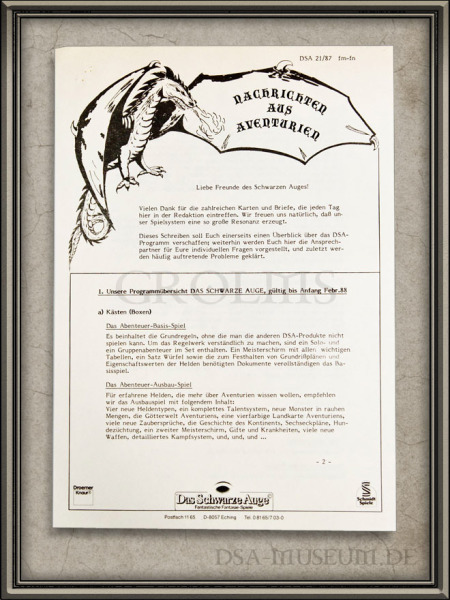 DSA 21/87 fm-fn
NACHRICHTEN
AUS
AVENTURIEN
Liebe Freunde des Schwarzen Auges!
Vielen Dank für die zahlreichen Karten und Briefe, die jeden Tag
hier in der Redaktion eintreffen. Wir freuen uns natürlich, daß un-
ser Spielsystem eine so große Resonanz erzeugt.
Dieses Schreiben soll Euch einerseits einen Überblick über das DSA-
Programm verschaffen; weiterhin werden Euch hier die Ansprech-
partner für Eure individuellen Fragen vorgestellt, und zuletzt wer-
den häufig auftretende Probleme geklärt.
1. Unsere Programmübersicht DAS SCHWARZE AUGE, gültig bis Anfang Febr.88
a) Kästen (Boxen)
Das Abenteuer-Basis-Spiel
Es beinhaltet die Grundregeln, ohne die man die anderen DSA-Produkte nicht
spielen kann. Um das Regelwerk verständlich zu machen, sind ein Solo- und
ein Gruppenabenteuer im Set enthalten. Ein Meisterschirm mit allen wichtigen
Tabellen, ein Satz Würfel sowie die zum Festhalten von Grundrißplänen und
Eigenschaftswerten der Helden benötigten Dokumente vervollständigen das Ba-
sisspiel.
Das Abenteuer-Ausbau-Spiel
Für erfahrene Helden, die mehr über Aventurien wissen wollen, empfehlen
wir das Ausbauspiel mit folgendem Inhalt:
Vier neue Heldentypen, ein komplettes Talentsystem, neue Monster in rauhen
Mengen, die Götterwelt Aventuriens, eine vierfarbige Landkarte Aventuriens,
viele neue Zaubersprüche, die Geschichte des Kontinents, Sechseckpläne, Hun-
dezüchtung, ein zweiter Meisterschirm, Gifte und Krankheiten, viele neue
Waffen, detailliertes Kampfsystem, und, und, und ...
- 2 -
Droemer
Knaur
Das Schwarze Auge
Fantastische Fantasie-Spiele
Schmidt
Spiele
Postfach 1165 D-8057 Eching Tel. 08165/703-0
DSA-MUSEUM.DE